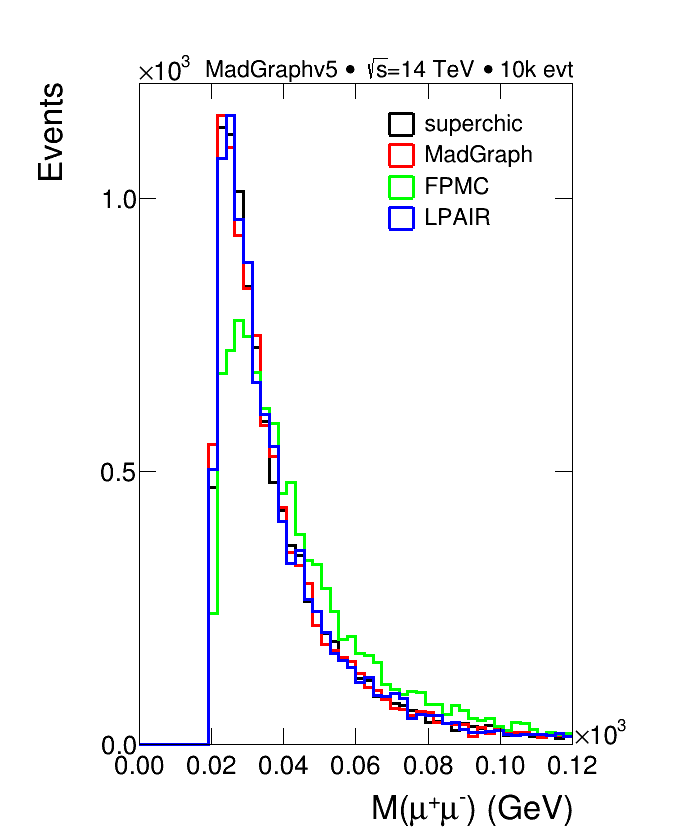 ×10³ MadGraphv5 • √s=14 TeV • 10k evt
Events
superchic
MadGraph
FPMC
LPAIR
1.0
0.5
0.0
×10³
0.00 0.02 0.04 0.06 0.08 0.10 0.12
M(μ⁺μ⁻) (GeV)